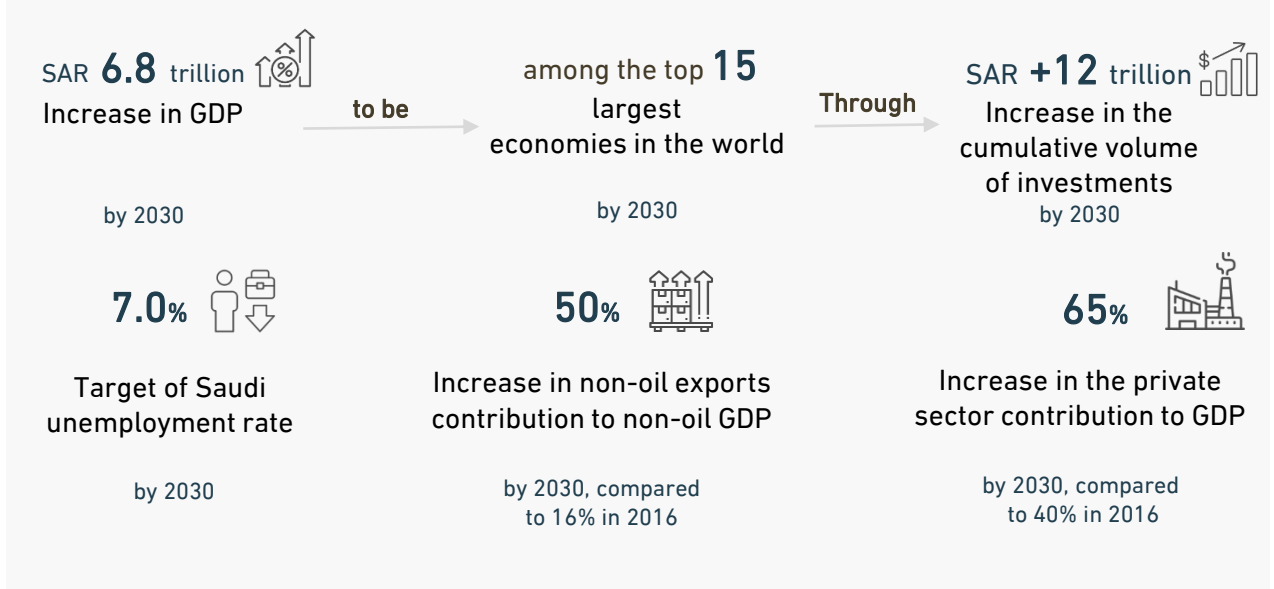 SAR 6.8 trillion
Increase in GDP
by 2030
to be
among the top 15
largest
economies in the world
by 2030
Through
SAR +12 trillion
$
Increase in the
cumulative volume
of investments
by 2030
7.0%
Target of Saudi
unemployment rate
by 2030
50%
Increase in non-oil exports
contribution to non-oil GDP
by 2030, compared
to 16% in 2016
65%
Increase in the private
sector contribution to GDP
by 2030, compared
to 40% in 2016
%